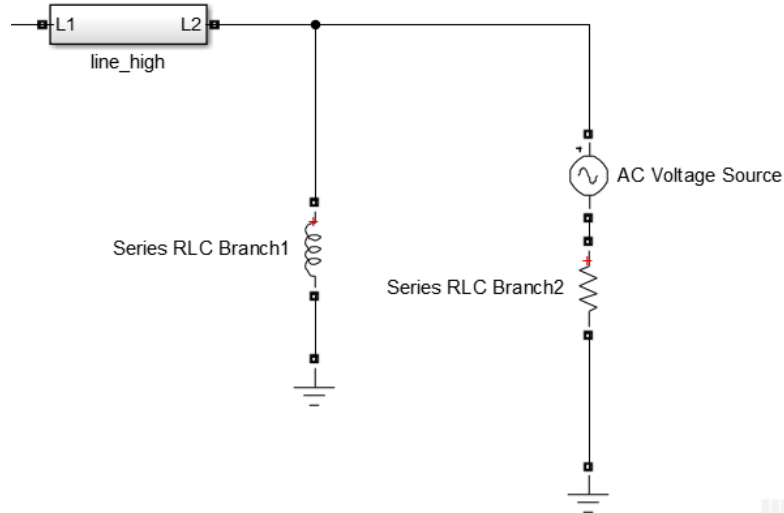 L1 L2
line_high
AC Voltage Source
Series RLC Branch1
Series RLC Branch2